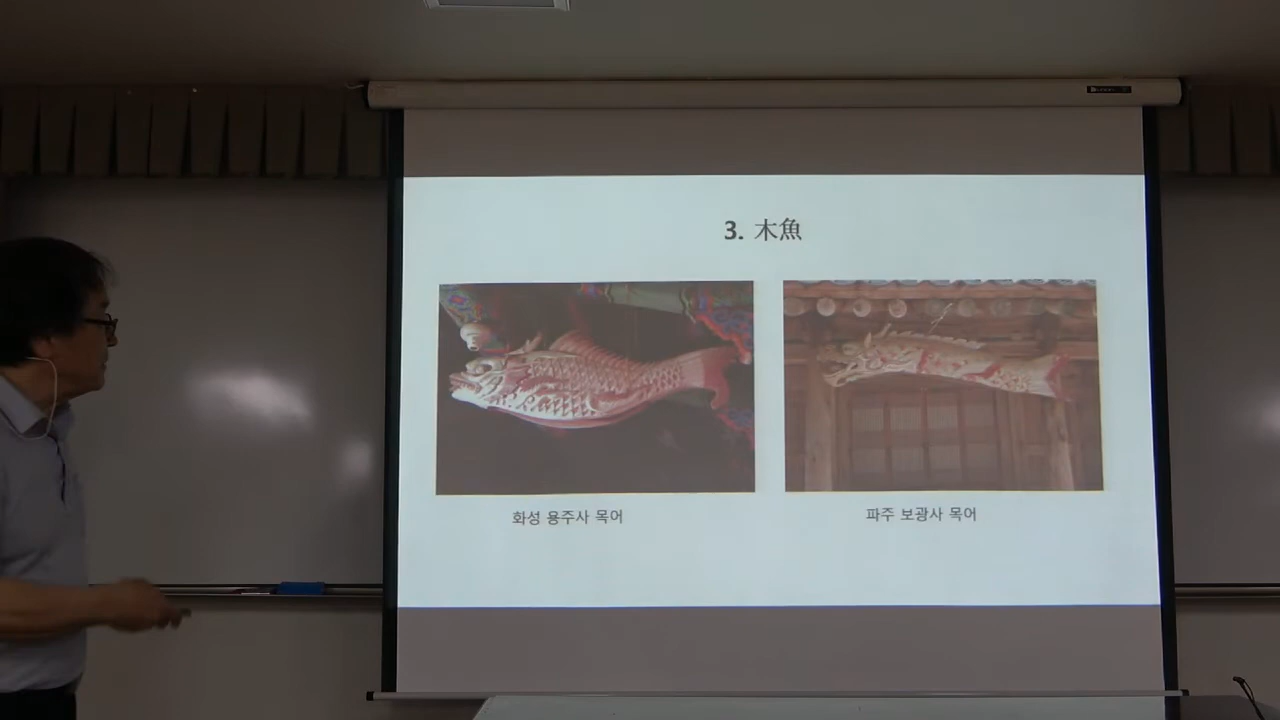 3. 木魚
화성 용주사 목어
파주 보광사 목어